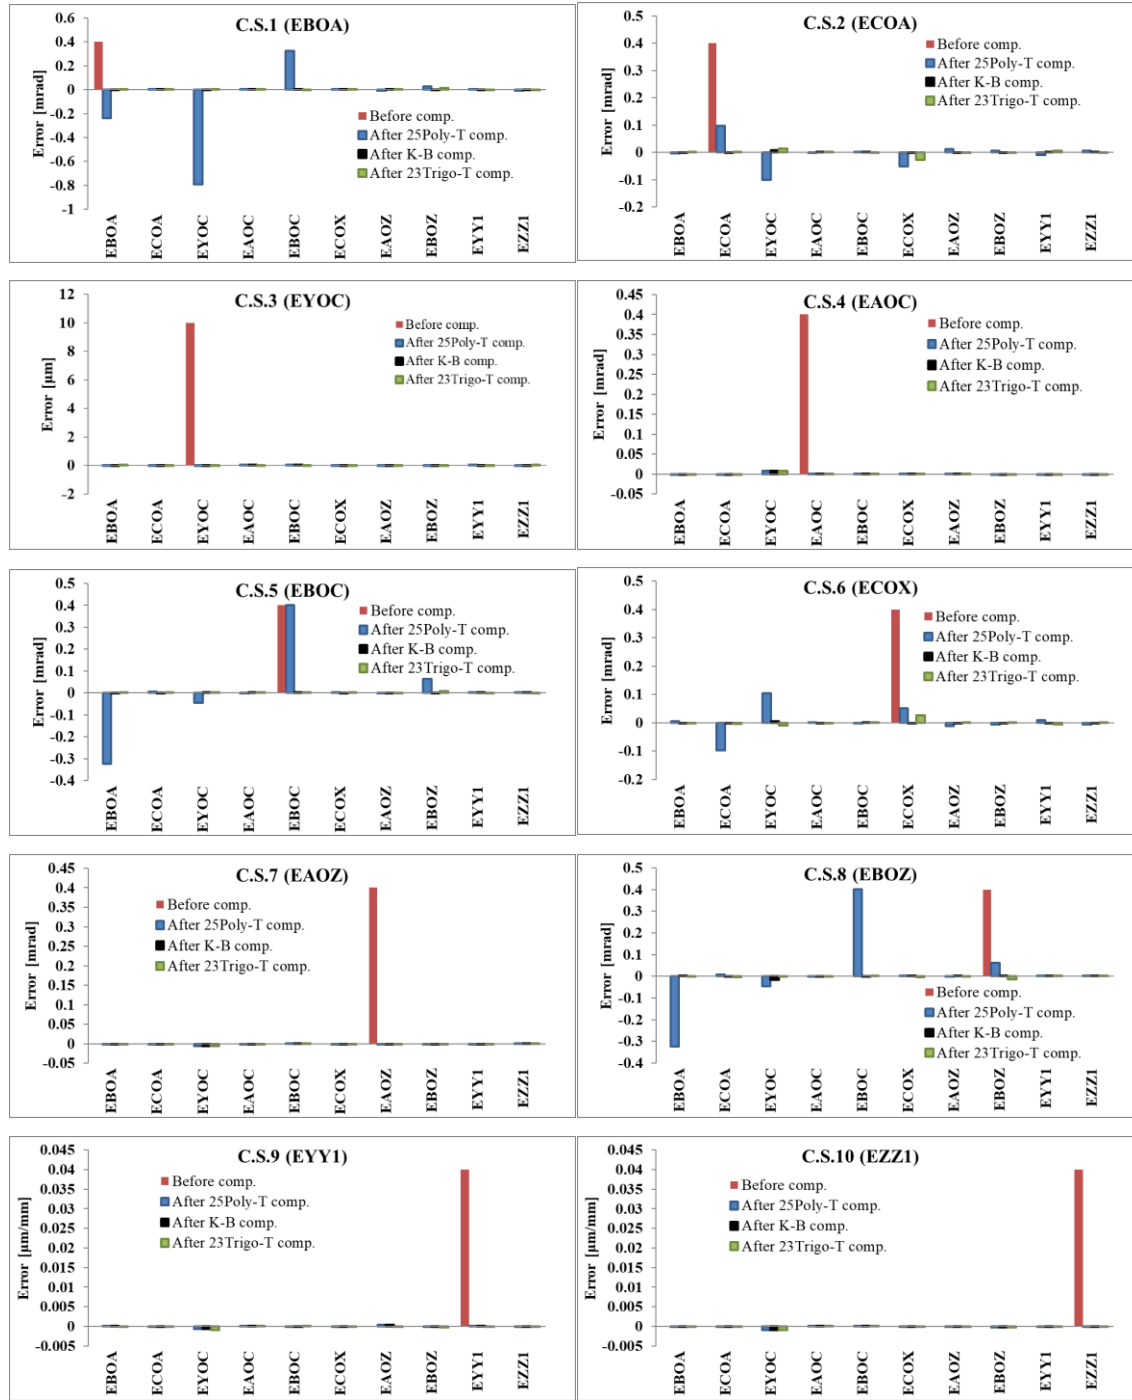 C.S.1 (EBOA)
Error [mrad]
0.6
0.4
0.2
0
-0.2
-0.4
-0.6
-0.8
-1
Before comp.
After 25Poly-T comp.
After K-B comp.
After 23Trigo-T comp.
EBOA ECOA EYOC EAOC EBOC ECOX EAOZ EBOZ EYY1 EZZ1
C.S.2 (ECOA)
Error [mrad]
0.5
0.4
0.3
0.2
0.1
0
-0.1
-0.2
Before comp.
After 25Poly-T comp.
After K-B comp.
After 23Trigo-T comp.
EBOA ECOA EYOC EAOC EBOC ECOX EAOZ EBOZ EYY1 EZZ1
C.S.3 (EYOC)
Error [µm]
12
10
8
6
4
2
0
-2
Before comp.
After 25Poly-T comp.
After K-B comp.
After 23Trigo-T comp.
EBOA ECOA EYOC EAOC EBOC ECOX EAOZ EBOZ EYY1 EZZ1
C.S.4 (EAOC)
Error [mrad]
0.45
0.4
0.35
0.3
0.25
0.2
0.15
0.1
0.05
0
-0.05
Before comp.
After 25Poly-T comp.
After K-B comp.
After 23Trigo-T comp.
EBOA ECOA EYOC EAOC EBOC ECOX EAOZ EBOZ EYY1 EZZ1
C.S.5 (EBOC)
Error [mrad]
0.5
0.4
0.3
0.2
0.1
0
-0.1
-0.2
-0.3
-0.4
Before comp.
After 25Poly-T comp.
After K-B comp.
After 23Trigo-T comp.
EBOA ECOA EYOC EAOC EBOC ECOX EAOZ EBOZ EYY1 EZZ1
C.S.6 (ECOX)
Error [mrad]
0.5
0.4
0.3
0.2
0.1
0
-0.1
-0.2
Before comp.
After 25Poly-T comp.
After K-B comp.
After 23Trigo-T comp.
EBOA ECOA EYOC EAOC EBOC ECOX EAOZ EBOZ EYY1 EZZ1
C.S.7 (EAOZ)
Error [mrad]
0.45
0.4
0.35
0.3
0.25
0.2
0.15
0.1
0.05
0
-0.05
Before comp.
After 25Poly-T comp.
After K-B comp.
After 23Trigo-T comp.
EBOA ECOA EYOC EAOC EBOC ECOX EAOZ EBOZ EYY1 EZZ1
C.S.8 (EBOZ)
Error [mrad]
0.5
0.4
0.3
0.2
0.1
0
-0.1
-0.2
-0.3
-0.4
Before comp.
After 25Poly-T comp.
After K-B comp.
After 23Trigo-T comp.
EBOA ECOA EYOC EAOC EBOC ECOX EAOZ EBOZ EYY1 EZZ1
C.S.9 (EYY1)
Error [µm/mm]
0.045
0.04
0.035
0.03
0.025
0.02
0.015
0.01
0.005
0
-0.005
Before comp.
After 25Poly-T comp.
After K-B comp.
After 23Trigo-T comp.
EBOA ECOA EYOC EAOC EBOC ECOX EAOZ EBOZ EYY1 EZZ1
C.S.10 (EZZ1)
Error [µm/mm]
0.045
0.04
0.035
0.03
0.025
0.02
0.015
0.01
0.005
0
-0.005
Before comp.
After 25Poly-T comp.
After K-B comp.
After 23Trigo-T comp.
EBOA ECOA EYOC EAOC EBOC ECOX EAOZ EBOZ EYY1 EZZ1